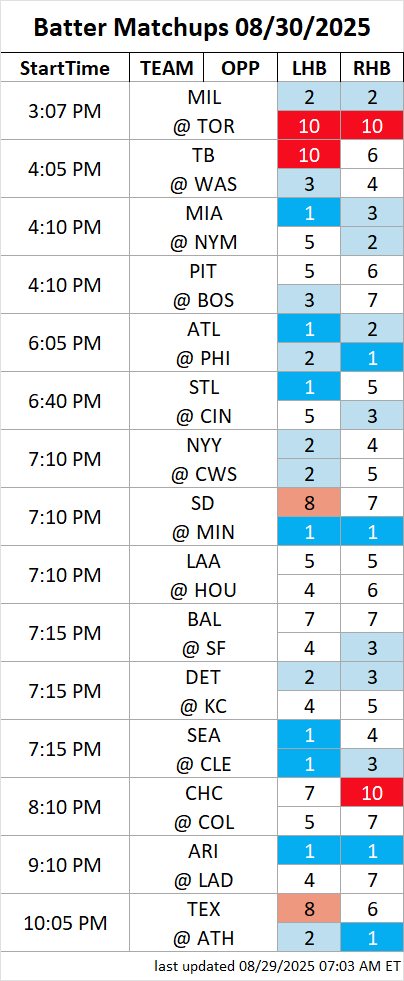 Batter Matchups 08/30/2025
StartTime TEAM OPP LHB RHB
3:07 PM
MIL 2 2
@ TOR 10 10
4:05 PM
TB 10 6
@ WAS 3 4
4:10 PM
MIA 1 3
@ NYM 5 2
4:10 PM
PIT 5 6
@ BOS 3 7
6:05 PM
ATL 1 2
@ PHI 2 1
6:40 PM
STL 1 5
@ CIN 5 3
7:10 PM
NYY 2 4
@ CWS 2 5
7:10 PM
SD 8 7
@ MIN 1 1
7:10 PM
LAA 5 5
@ HOU 4 6
7:15 PM
BAL 7 7
@ SF 4 3
7:15 PM
DET 2 3
@ KC 4 5
7:15 PM
SEA 1 4
@ CLE 1 3
8:10 PM
CHC 7 10
@ COL 5 7
9:10 PM
ARI 1 1
@ LAD 4 7
10:05 PM
TEX 8 6
@ ATH 2 1
last updated 08/29/2025 07:03 AM ET